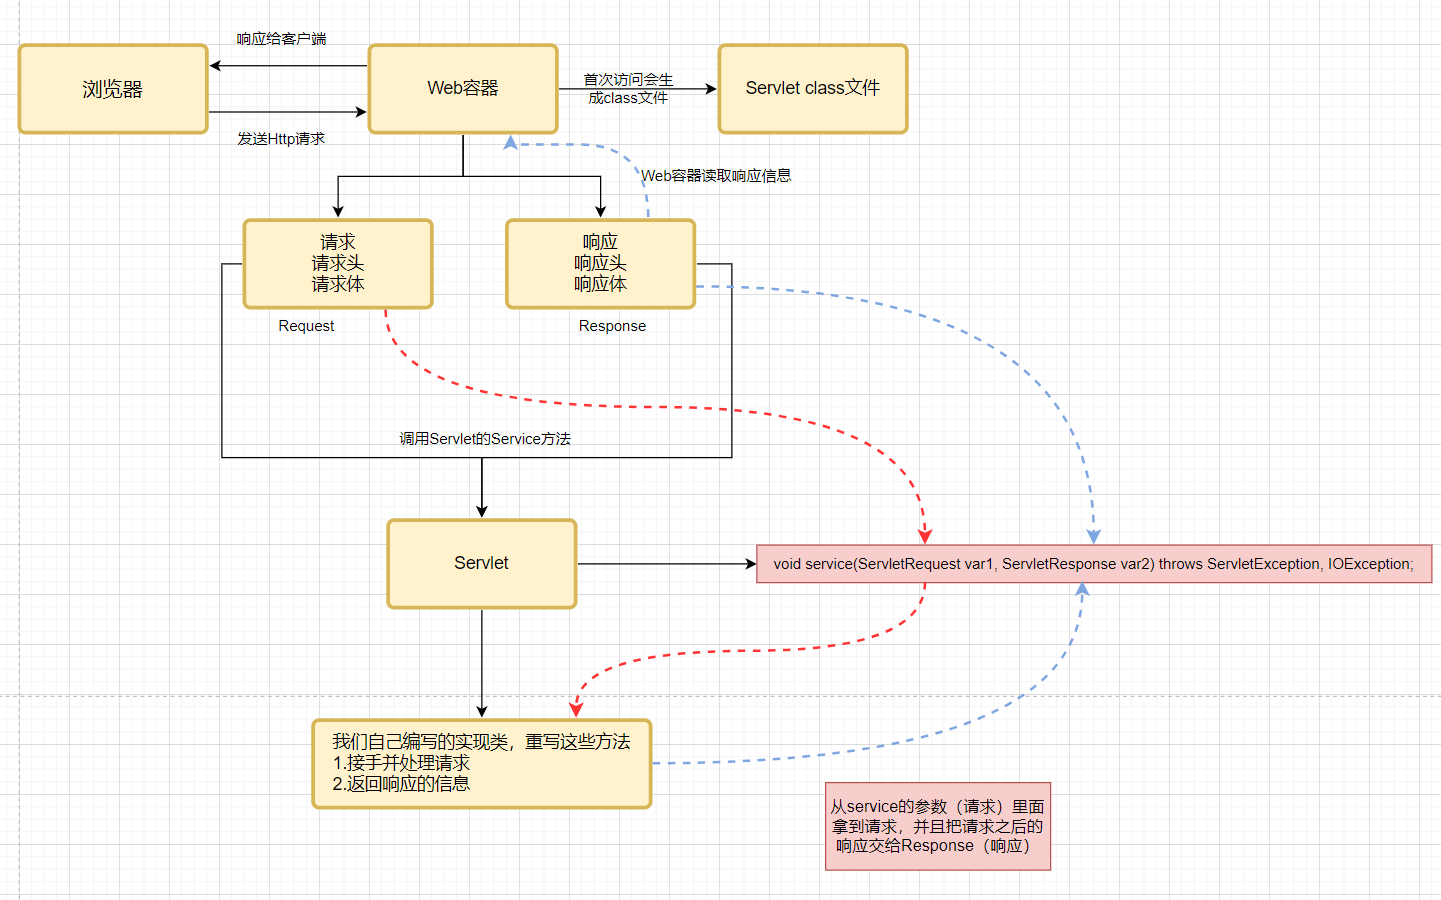 响应给客户端
浏览器
Web容器
首次访问会生
成class文件
Servlet class文件
发送Http请求
Web容器读取响应信息
请求
请求头
请求体
响应
响应头
响应体
Request
Response
调用Servlet的Service方法
Servlet
void service(ServletRequest var1, ServletResponse var2) throws ServletException, IOException;
我们自己编写的实现类，重写这些方法
1.接手并处理请求
2.返回响应的信息
从service的参数（请求）里面
拿到请求，并且把请求之后的
响应交给Response（响应）